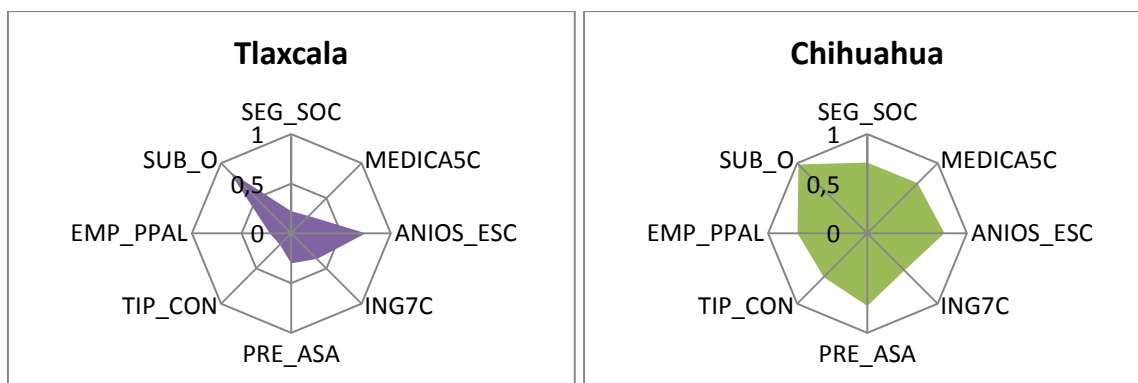 Tlaxcala
SEG_SOC
1
SUB_O
MEDICA5C
0,5
EMP_PPAL
0
ANIOS_ESC
TIP_CON
ING7C
PRE_ASA
Chihuahua
SEG_SOC
1
SUB_O
MEDICA5C
0,5
EMP_PPAL
0
ANIOS_ESC
TIP_CON
ING7C
PRE_ASA